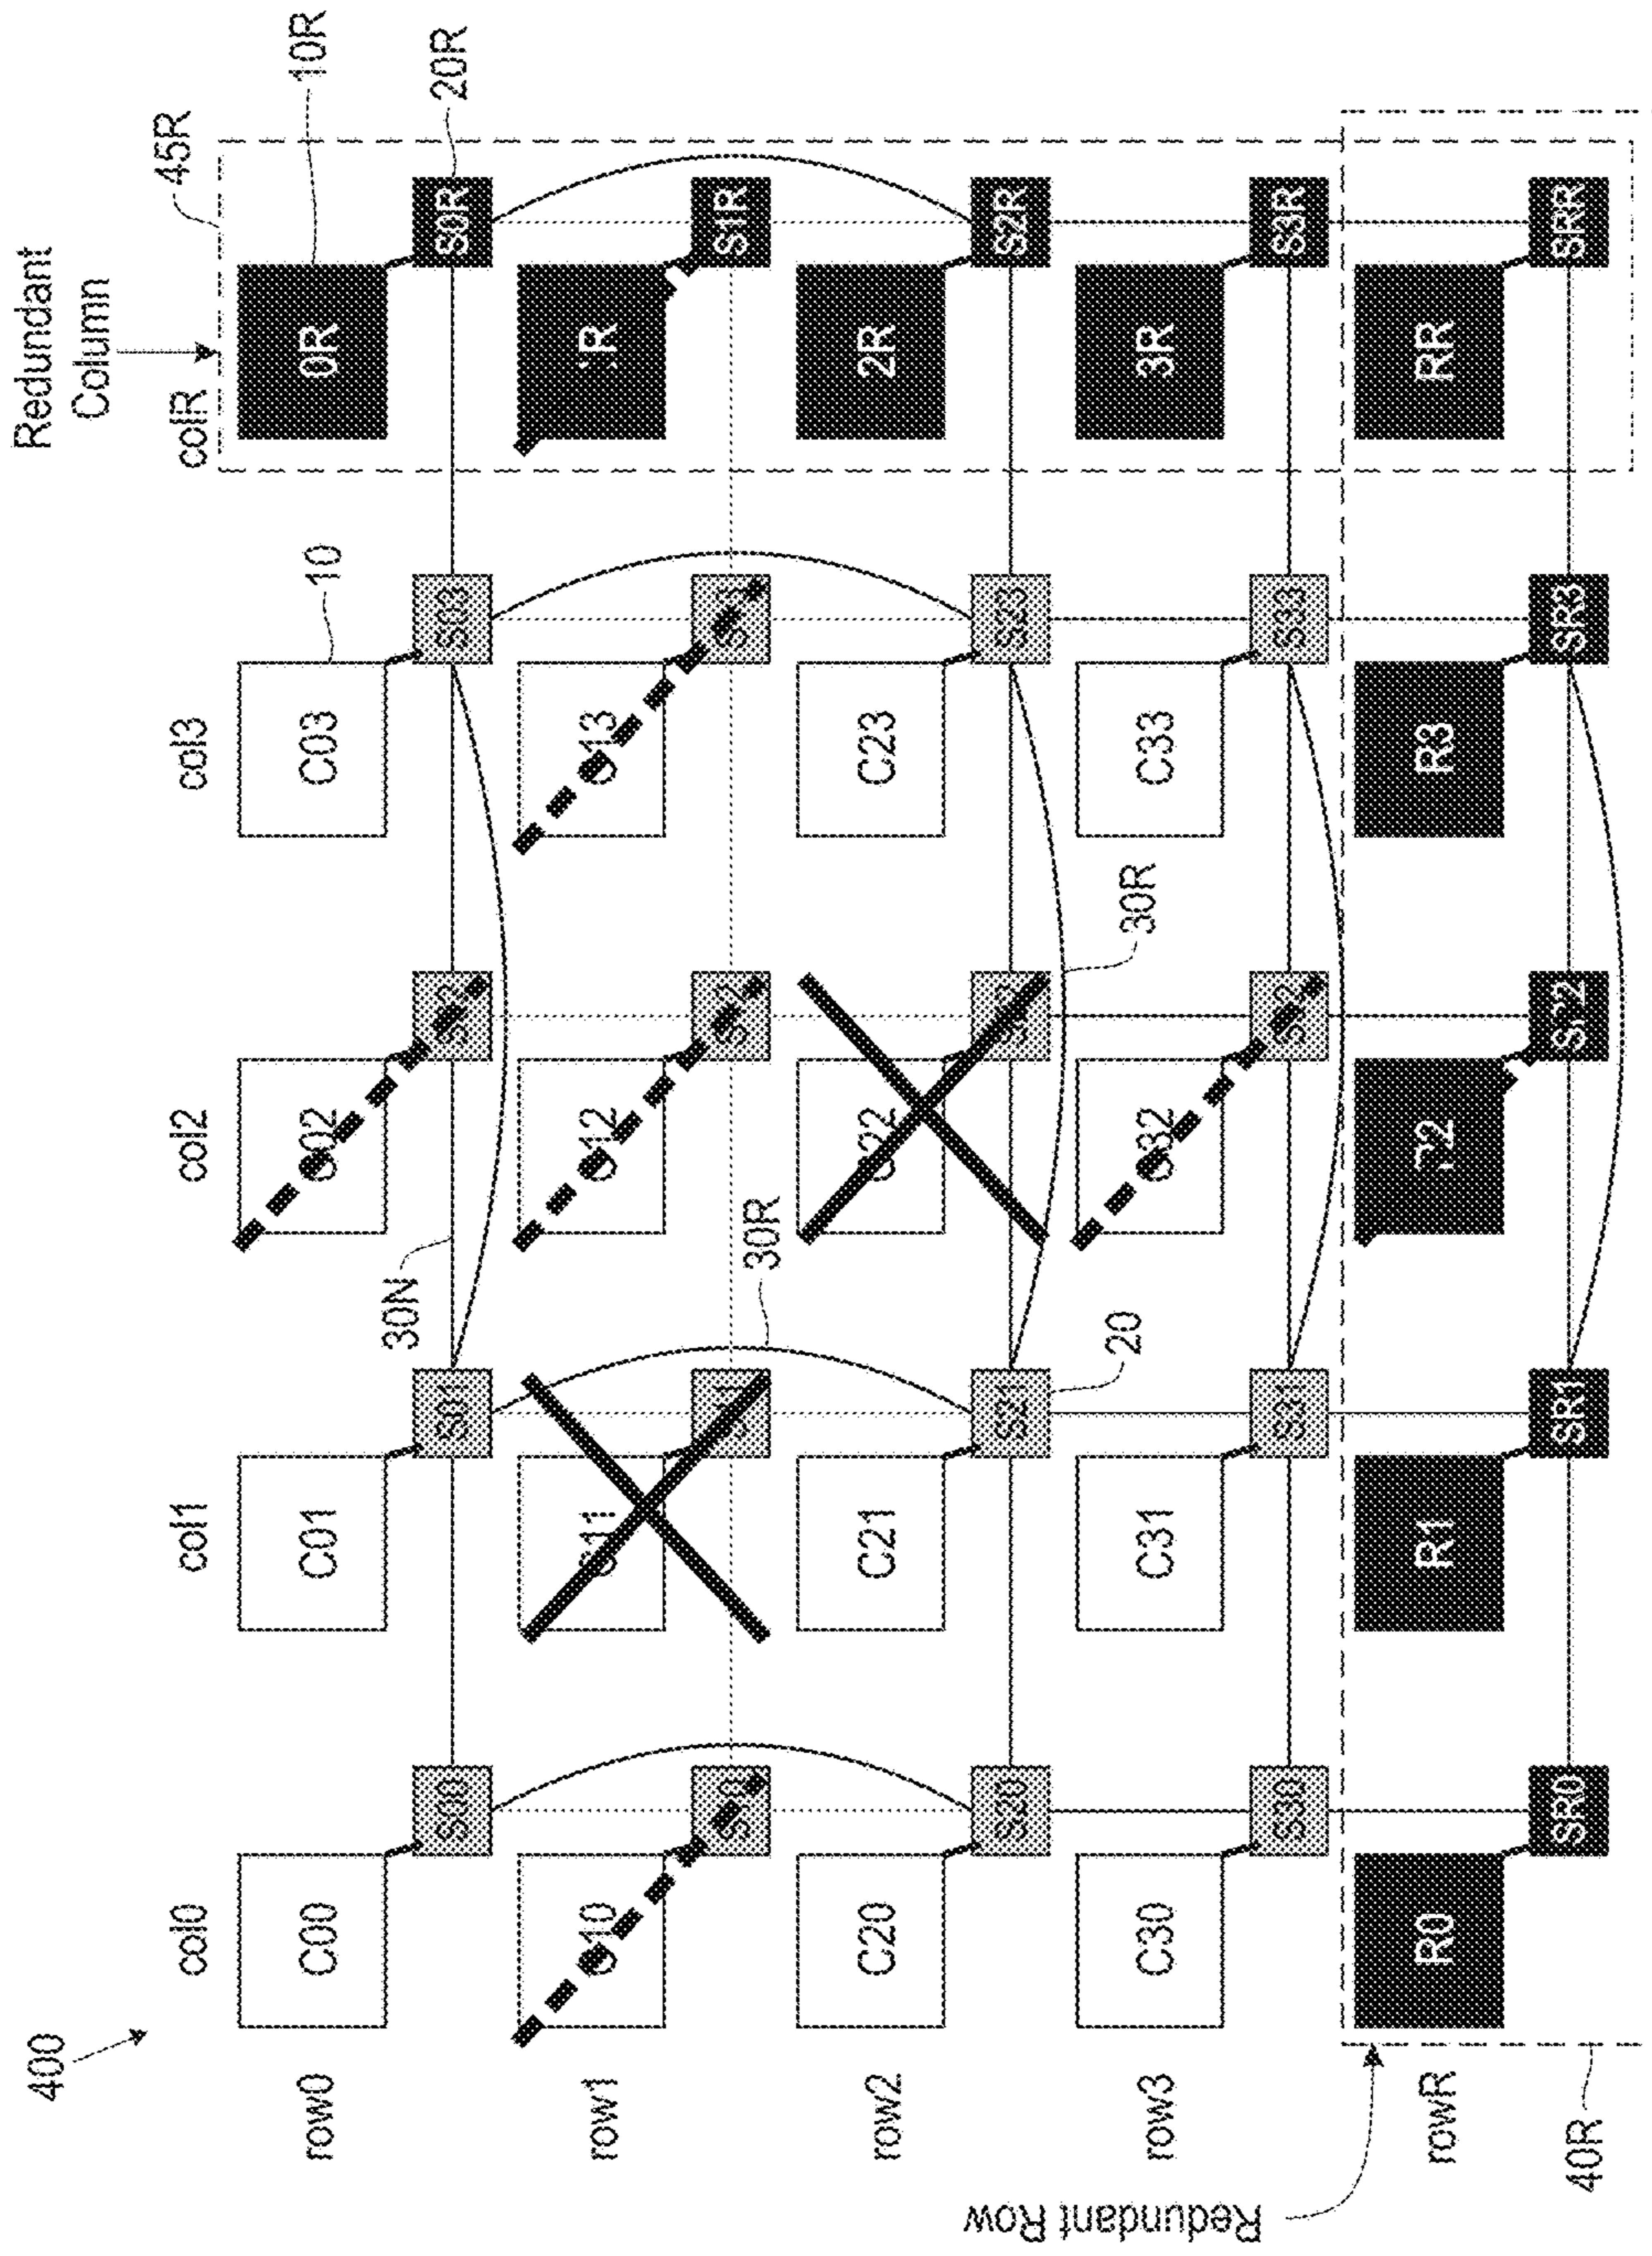 400
Redundant
Column
45R
10R
20R
col0
col1
col2
col3
colR
10
row0
C00
C01
C03
0R
S00
S01
S03
S0R
30N
row1
S1R
30R
row2
C20
C21
C23
2R
S20
S21
S23
S2R
20
30R
row3
C30
C31
C33
3R
S30
S31
S33
S3R
Redundant Row
rowR
R0
R1
R3
RR
SR0
SR1
SR3
SRR
40R